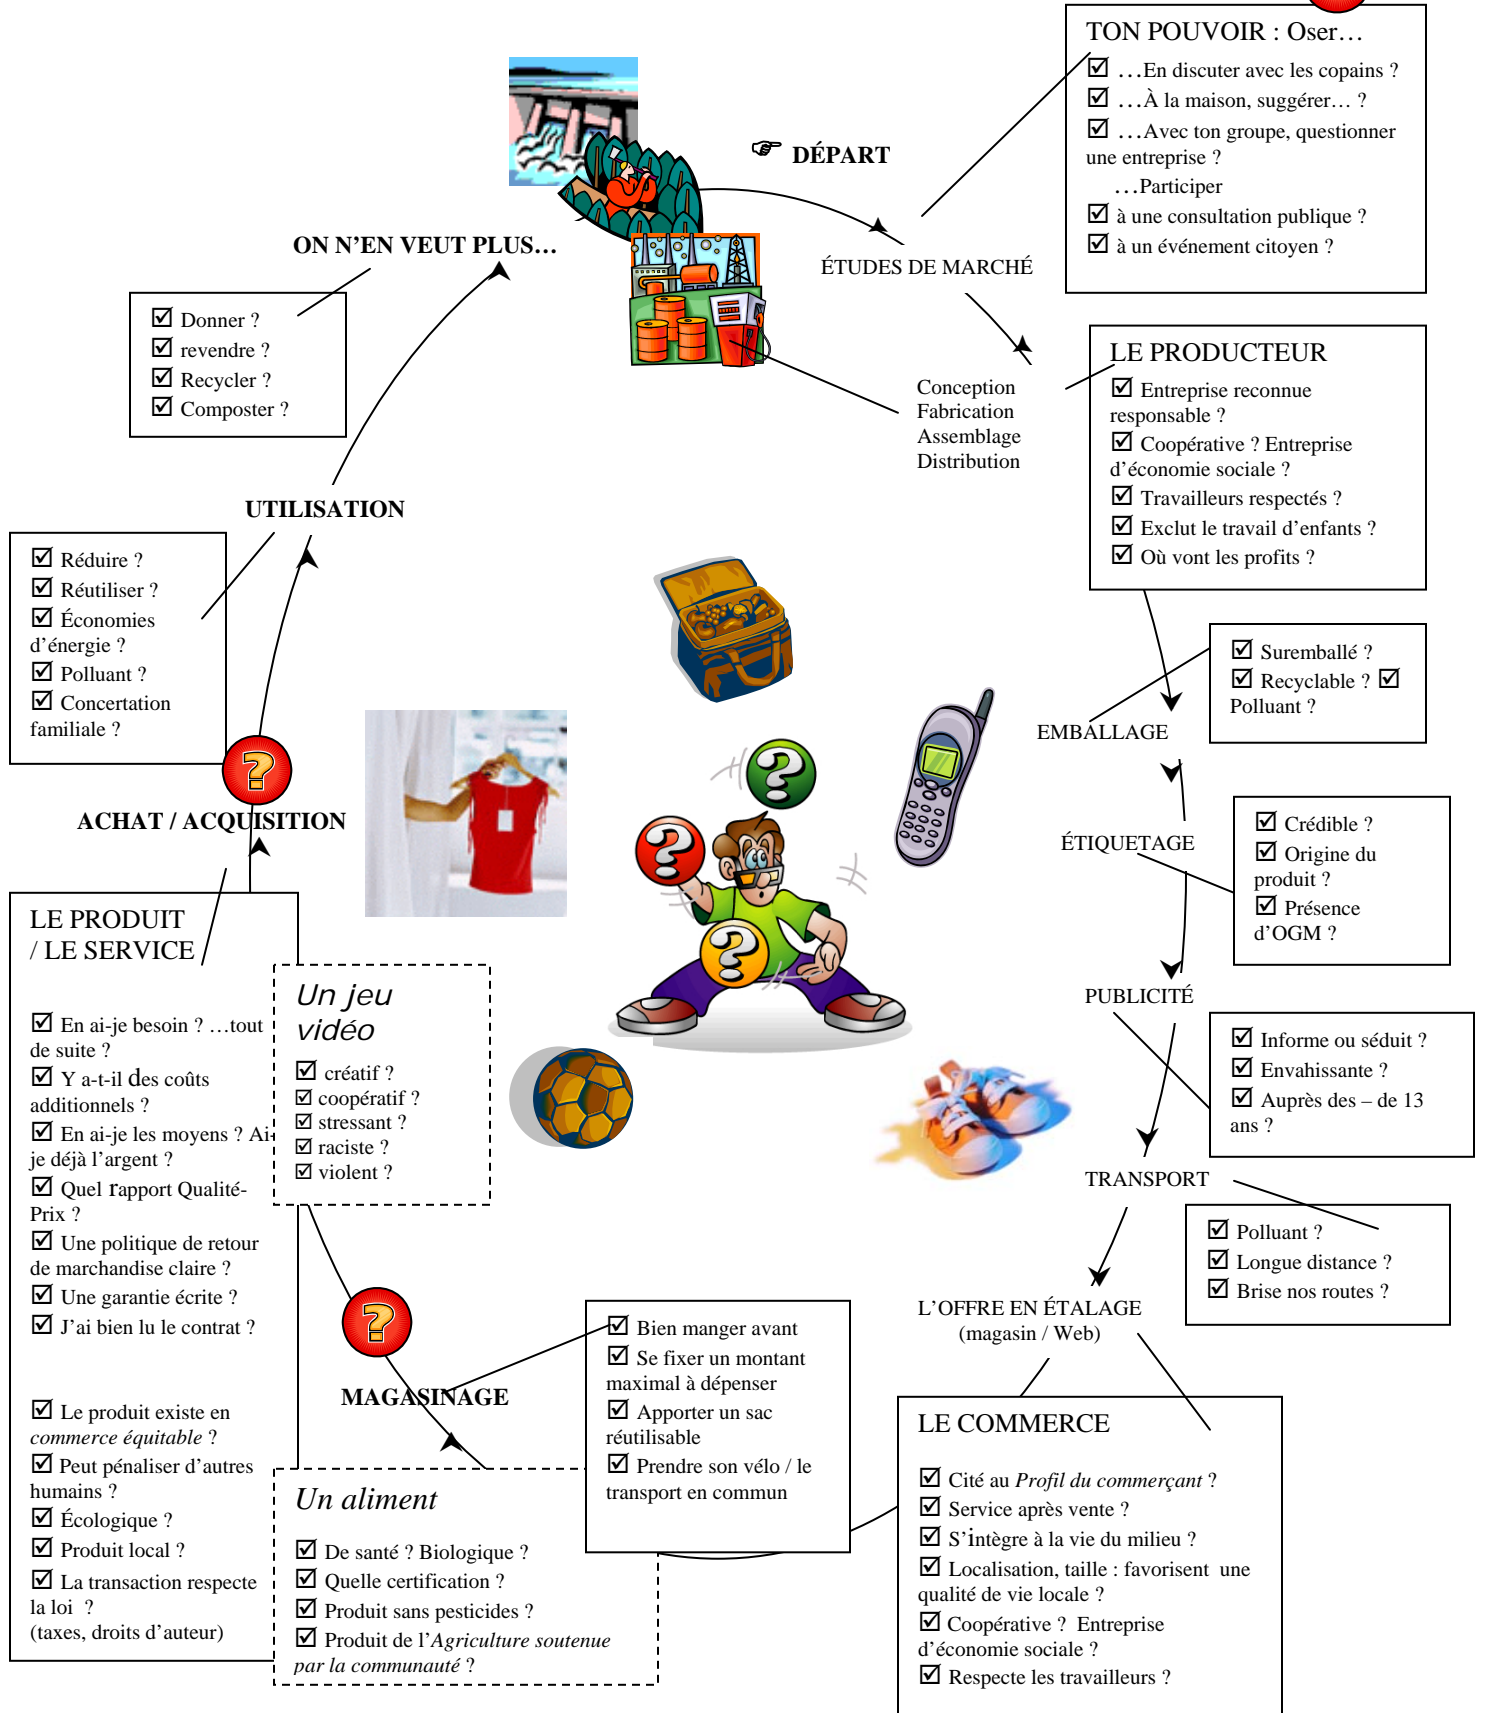 TON POUVOIR : Oser…
☑ …En discuter avec les copains ?
☑ …À la maison, suggérer… ?
☑ …Avec ton groupe, questionner
une entreprise ?
…Participer
☑ à une consultation publique ?
☑ à un événement citoyen ?
☞ DÉPART
ÉTUDES DE MARCHÉ
Conception
Fabrication
Assemblage
Distribution
LE PRODUCTEUR
☑ Entreprise reconnue
responsable ?
☑ Coopérative ? Entreprise
d’économie sociale ?
☑ Travailleurs respectés ?
☑ Exclut le travail d’enfants ?
☑ Où vont les profits ?
EMBALLAGE
☑ Suremballé ?
☑ Recyclable ? ☑
Polluant ?
ÉTIQUETAGE
☑ Crédible ?
☑ Origine du
produit ?
☑ Présence
d’OGM ?
PUBLICITÉ
☑ Informe ou séduit ?
☑ Envahissante ?
☑ Auprès des – de 13
ans ?
TRANSPORT
☑ Polluant ?
☑ Longue distance ?
☑ Brise nos routes ?
L’OFFRE EN ÉTALAGE
(magasin / Web)
LE COMMERCE
☑ Cité au Profil du commerçant ?
☑ Service après vente ?
☑ S’intègre à la vie du milieu ?
☑ Localisation, taille : favorisent une
qualité de vie locale ?
☑ Coopérative ? Entreprise
d’économie sociale ?
☑ Respecte les travailleurs ?
MAGASINAGE
☑ Bien manger avant
☑ Se fixer un montant
maximal à dépenser
☑ Apporter un sac
réutilisable
☑ Prendre son vélo / le
transport en commun
Un aliment
☑ De santé ? Biologique ?
☑ Quelle certification ?
☑ Produit sans pesticides ?
☑ Produit de l’Agriculture soutenue
par la communauté ?
Un jeu
vidéo
☑ créatif ?
☑ coopératif ?
☑ stressant ?
☑ raciste ?
☑ violent ?
ACHAT / ACQUISITION
LE PRODUIT
/ LE SERVICE
☑ En ai-je besoin ? …tout
de suite ?
☑ Y a-t-il des coûts
additionnels ?
☑ En ai-je les moyens ? Ai-
je déjà l’argent ?
☑ Quel rapport Qualité-
Prix ?
☑ Une politique de retour
de marchandise claire ?
☑ Une garantie écrite ?
☑ J’ai bien lu le contrat ?
☑ Le produit existe en
commerce équitable ?
☑ Peut pénaliser d’autres
humains ?
☑ Écologique ?
☑ Produit local ?
☑ La transaction respecte
la loi ?
(taxes, droits d’auteur)
UTILISATION
☑ Réduire ?
☑ Réutiliser ?
☑ Économies
d’énergie ?
☑ Polluant ?
☑ Concertation
familiale ?
ON N’EN VEUT PLUS…
☑ Donner ?
☑ revendre ?
☑ Recycler ?
☑ Composter ?
?
?
?
?
?